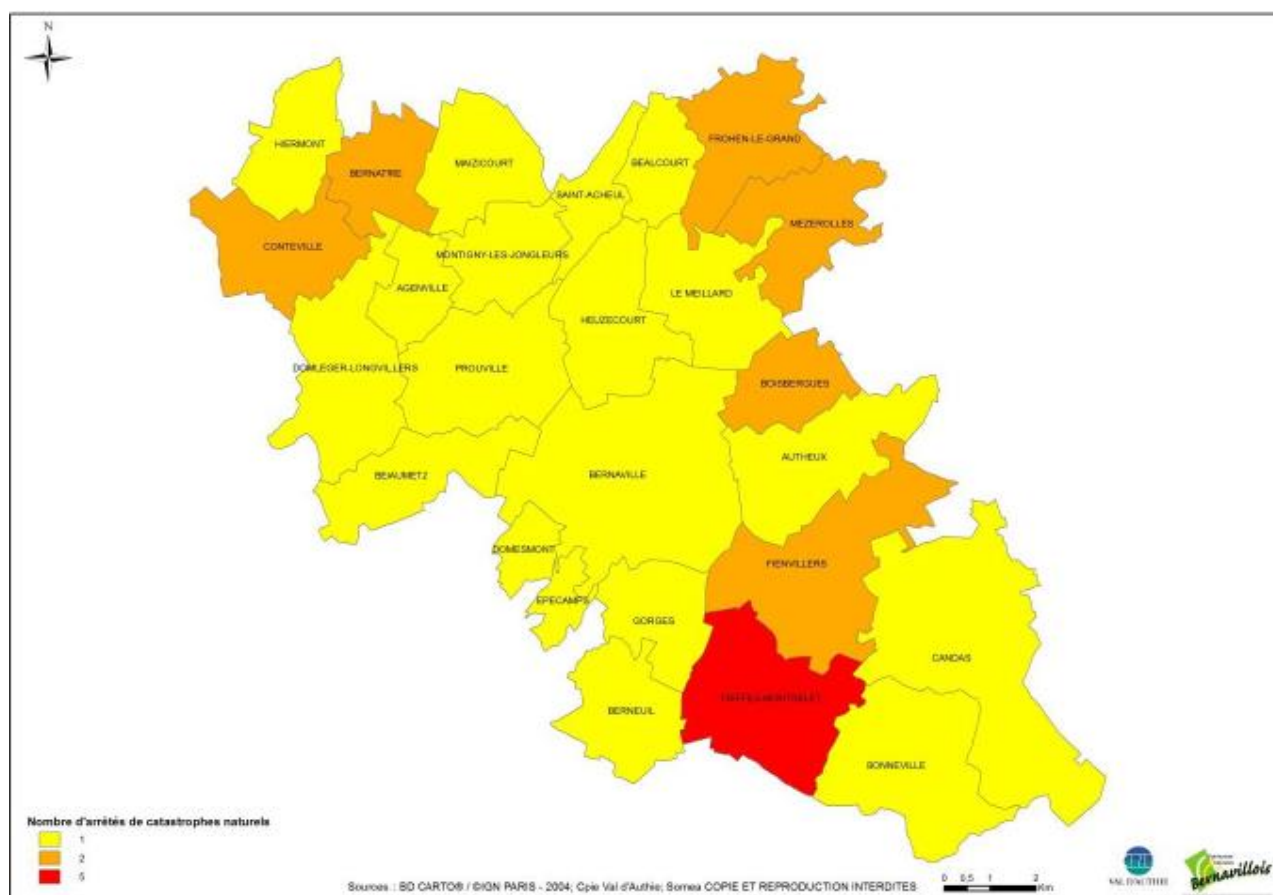 N
HIERMONT
BERNATRE
MAIZICOURT
BEALCOURT
FROHEN-LE-GRAND
SAINT-ACHEUL
MEZEROLLES
CONTEVILLE
MONTIGNY-LES-JONGLEURS
AGENVILLE
LE MEILLARD
HEUZECOURT
DOMLEGER-LONGVILLERS
PROUVILLE
BOISBERGUES
AUTHEUX
BEAUMETZ
BERNAVILLE
DOMESMONT
FIENVILLERS
EPECAMPS
GORGES
CANDAS
BERNEUIL
BONNEVILLE
Nombre d'arrêtés de catastrophes naturels
1
2
5
Sources : BD CARTO® / ©IGN PARIS - 2004; Cpie Val d'Authie; Somea COPIE ET REPRODUCTION INTERDITES
0 0,5 1 2
Km
VAL D'AUTHIE
Bernavillois